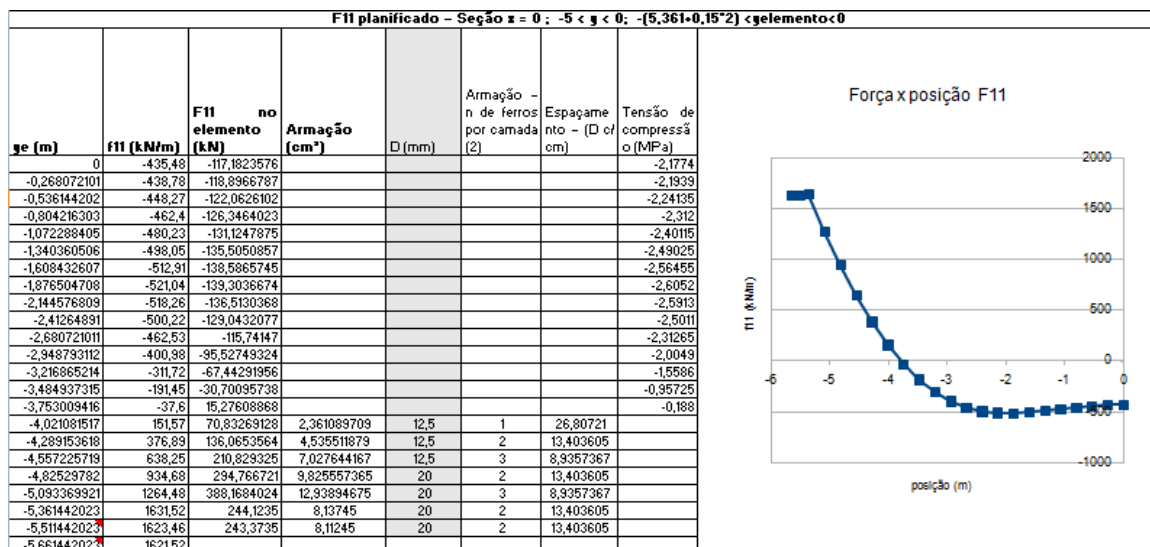 F11 planificado – Seção x = 0 ; -5 < y < 0; -(5,361+0,15*2) <yelemento<0
ye (m) f11 (kN/m) F11 no elemento (kN) Armação (cm²) D (mm) Armação – n de ferros por camada (2) Espaçamento – (D c/ cm) Tensão de compressão (MPa)
0 -435,48 -117,1823576 -2,1774
-0,268072101 -438,78 -118,8966787 -2,1939
-0,536144202 -448,27 -122,0626102 -2,24135
-0,804216303 -462,4 -126,3464023 -2,312
-1,072288405 -480,23 -131,1247875 -2,40115
-1,340360506 -498,05 -135,5050857 -2,49025
-1,608432607 -512,91 -138,5865745 -2,56455
-1,876504708 -521,04 -139,3036674 -2,6052
-2,144576809 -518,26 -136,5130368 -2,5913
-2,41264891 -500,22 -129,0432077 -2,5011
-2,680721011 -462,53 -115,74147 -2,31265
-2,948793112 -400,98 -95,52749324 -2,0049
-3,216865214 -311,72 -67,44291956 -1,5586
-3,484937315 -191,45 -30,70095738 -0,95725
-3,753009416 -37,6 15,27608868 -0,188
-4,021081517 151,57 70,83269128 2,361089709 12,5 1 26,80721
-4,289153618 376,89 136,0653564 4,535511879 12,5 2 13,403605
-4,557225719 638,25 210,829325 7,027644167 12,5 3 8,9357367
-4,82529782 934,68 294,766721 9,825557365 20 2 13,403605
-5,093369921 1264,48 388,1684024 12,93894675 20 3 8,9357367
-5,361442023 1631,52 244,1235 8,13745 20 2 13,403605
-5,511442023 1623,46 243,3735 8,11245 20 2 13,403605
-5,661442023 1621,52
Força x posição F11
2000
1500
1000
500
0
-500
-1000
-6 -5 -4 -3 -2 -1 0
f11 (kN/m)
posição (m)